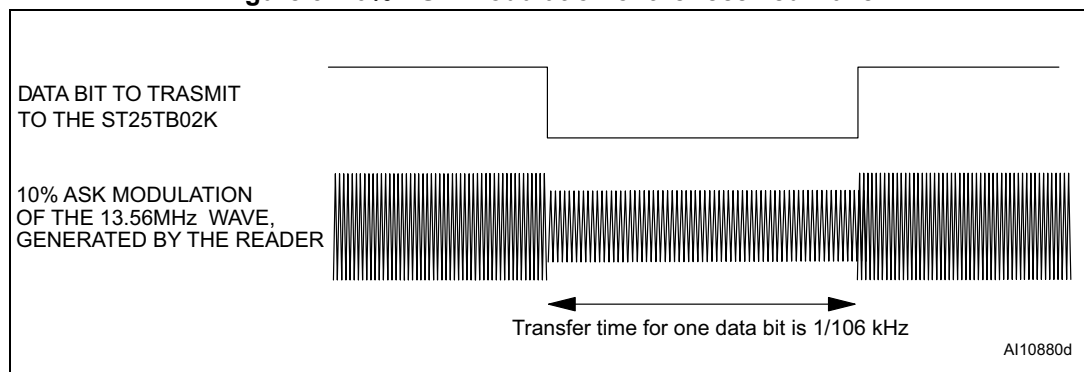 DATA BIT TO TRASMIT
TO THE ST25TB02K
10% ASK MODULATION
OF THE 13.56MHz WAVE,
GENERATED BY THE READER
Transfer time for one data bit is 1/106 kHz
AI10880d